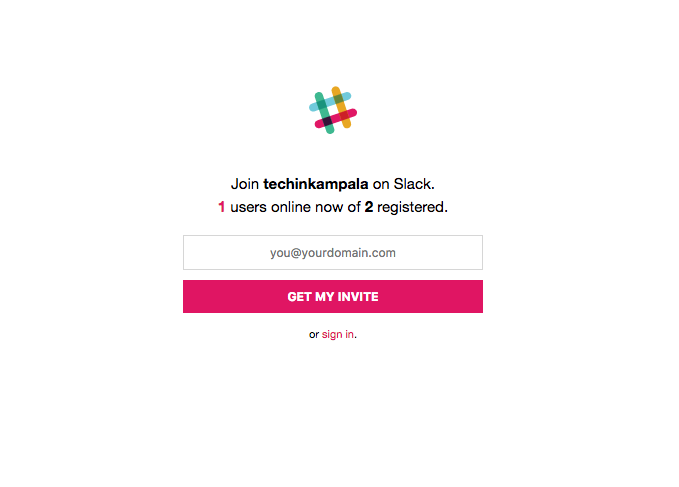 Join techinkampala on Slack.
1 users online now of 2 registered.
you@yourdomain.com
GET MY INVITE
or sign in.